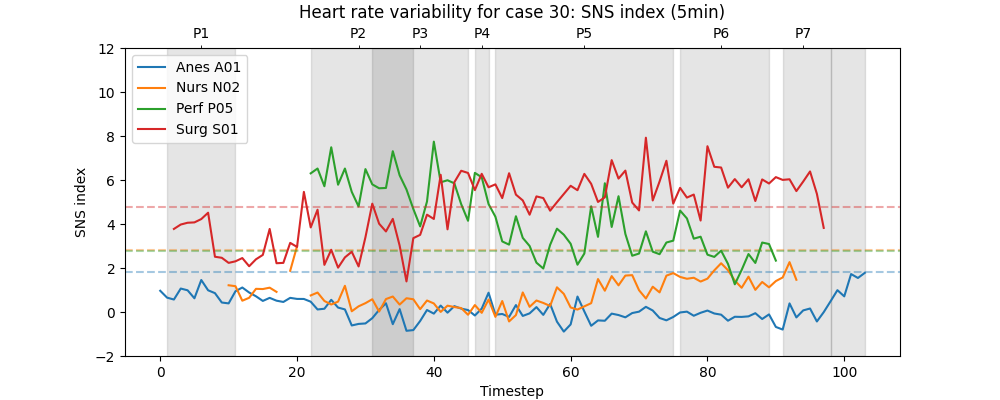 Heart rate variability for case 30: SNS index (5min)
P1 P2 P3 P4 P5 P6 P7
12
10
8
6
4
2
0
−2
SNS index
Anes A01
Nurs N02
Perf P05
Surg S01
0 20 40 60 80 100
Timestep